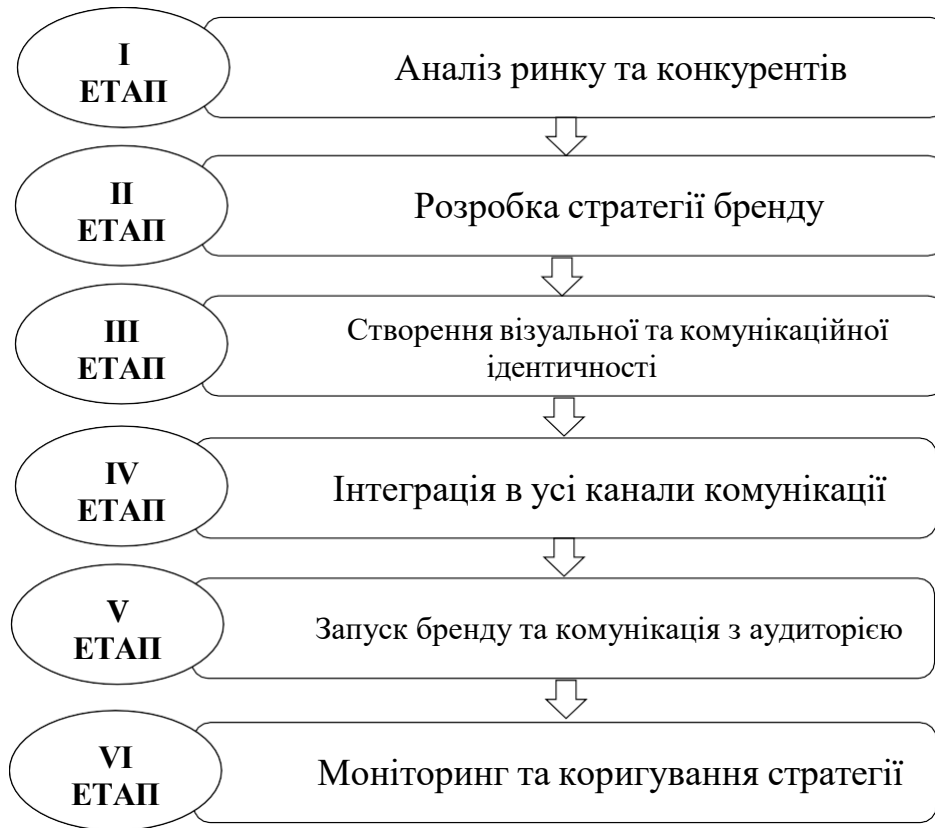 I
ЕТАП
Аналіз ринку та конкурентів
II
ЕТАП
Розробка стратегії бренду
III
ЕТАП
Створення візуальної та комунікаційної
ідентичності
IV
ЕТАП
Інтеграція в усі канали комунікації
V
ЕТАП
Запуск бренду та комунікація з аудиторією
VI
ЕТАП
Моніторинг та коригування стратегії